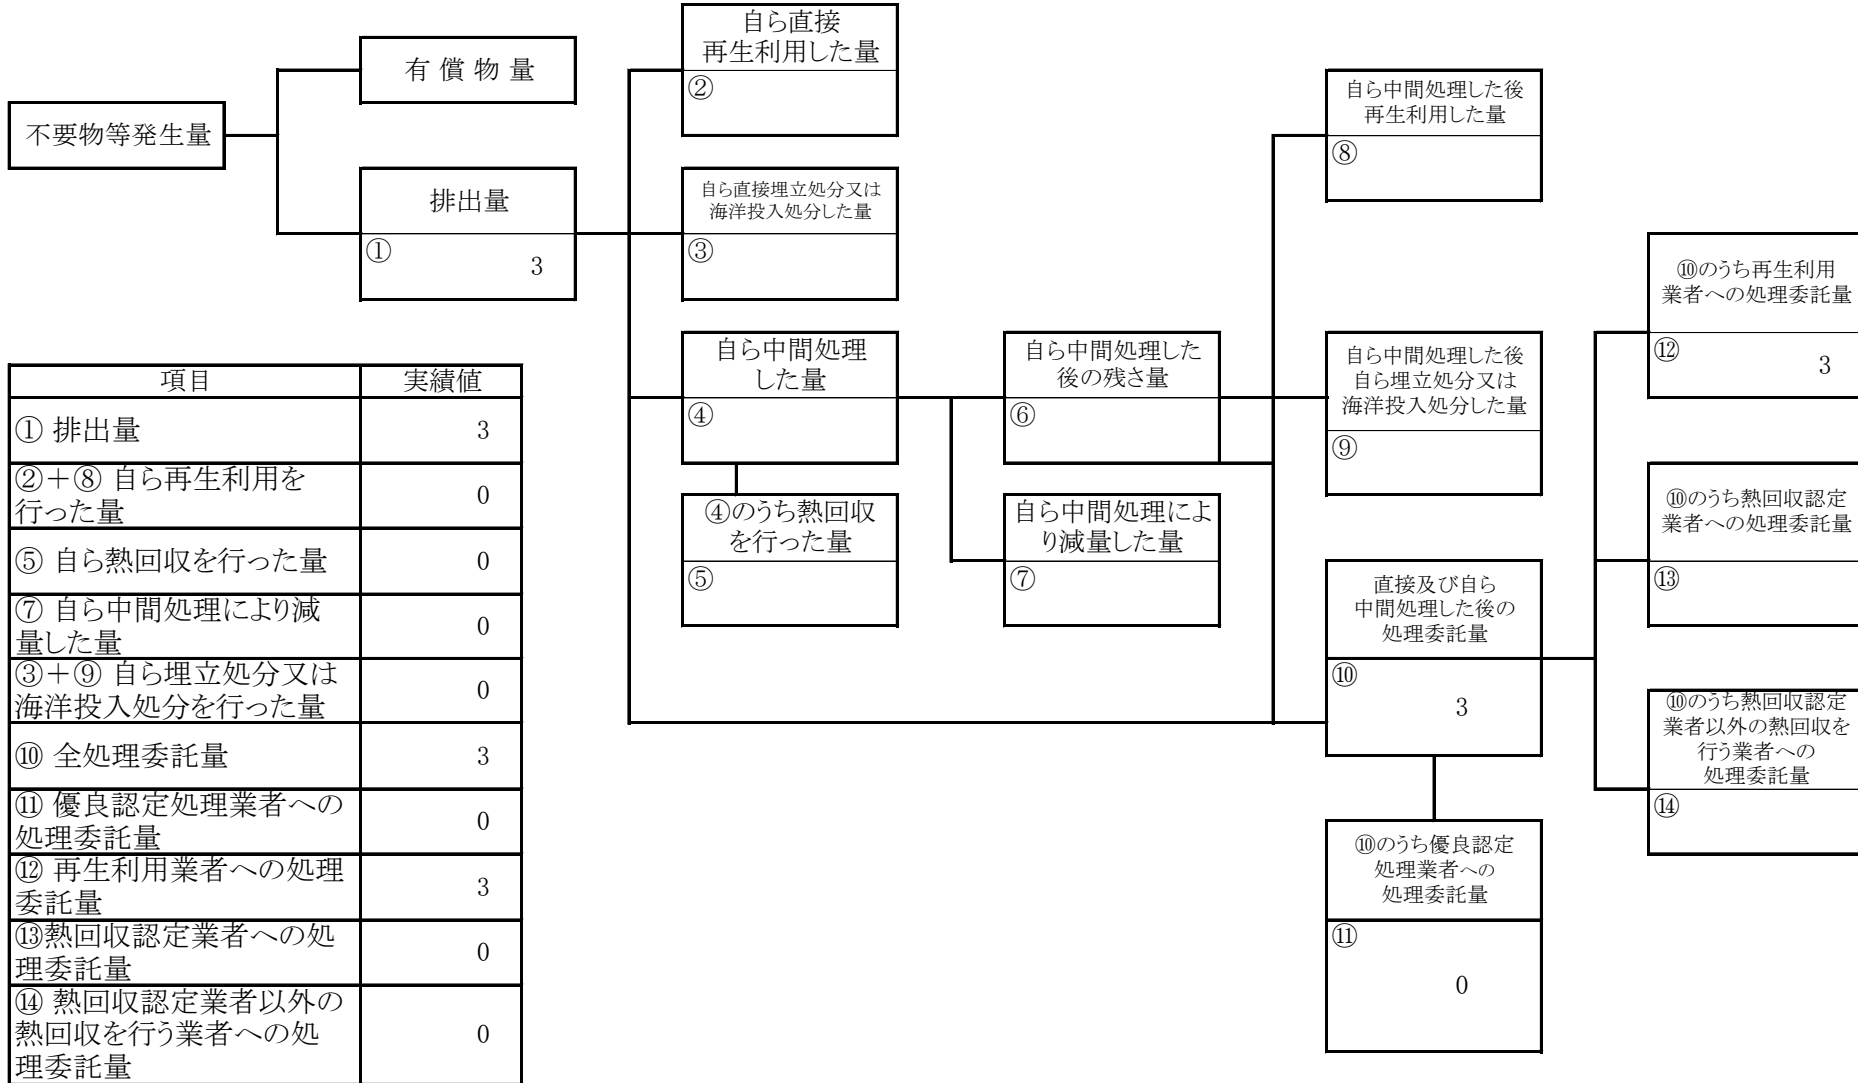 不要物等発生量
有 償 物 量
排出量
①
3
自ら直接
再生利用した量
②
自ら直接埋立処分又は
海洋投入処分した量
③
自ら中間処理
した量
④
④のうち熱回収
を行った量
⑤
自ら中間処理した
後の残さ量
⑥
自ら中間処理によ
り減量した量
⑦
自ら中間処理した後
再生利用した量
⑧
自ら中間処理した後
自ら埋立処分又は
海洋投入処分した量
⑨
直接及び自ら
中間処理した後の
処理委託量
⑩
3
⑩のうち優良認定
処理業者への
処理委託量
⑪
0
⑩のうち再生利用
業者への処理委託量
⑫
3
⑩のうち熱回収認定
業者への処理委託量
⑬
⑩のうち熱回収認定
業者以外の熱回収を
行う業者への
処理委託量
⑭
項目 実績値
① 排出量 3
②＋⑧ 自ら再生利用を
行った量 0
⑤ 自ら熱回収を行った量 0
⑦ 自ら中間処理により減
量した量 0
③＋⑨ 自ら埋立処分又は
海洋投入処分を行った量 0
⑩ 全処理委託量 3
⑪ 優良認定処理業者への
処理委託量 0
⑫ 再生利用業者への処理
委託量 3
⑬熱回収認定業者への処
理委託量 0
⑭ 熱回収認定業者以外の
熱回収を行う業者への処
理委託量 0